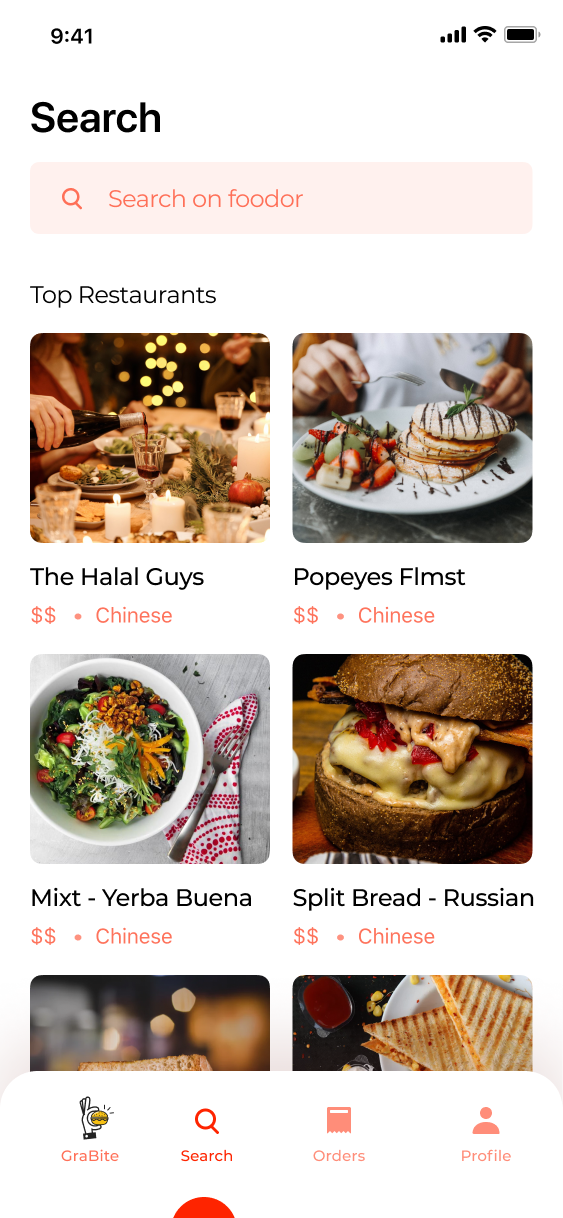 9:41
Search
Search on foodor
Top Restaurants
The Halal Guys
$$ • Chinese
Popeyes Flmst
$$ • Chinese
Mixt - Yerba Buena
$$ • Chinese
Split Bread - Russian
$$ • Chinese
GraBite
Search
Orders
Profile